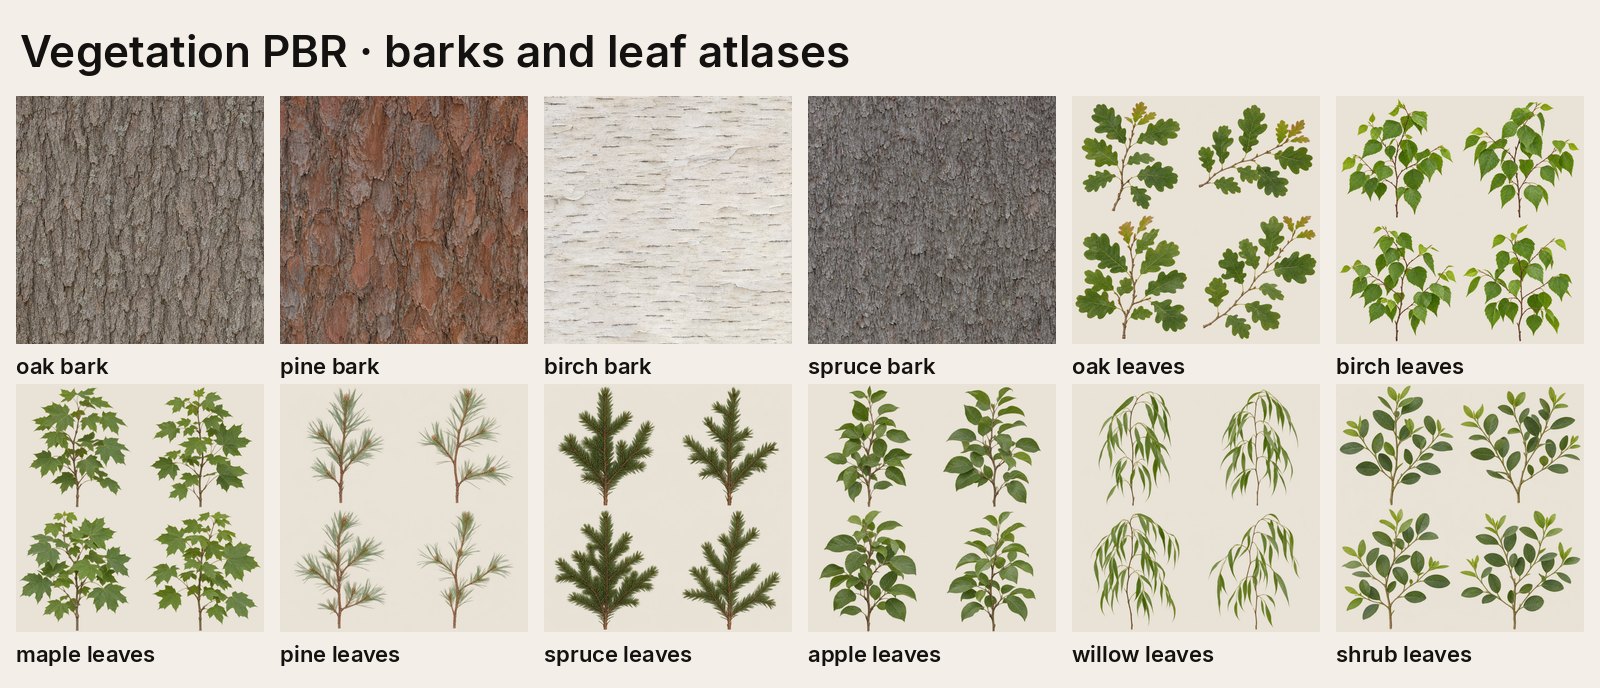 Vegetation PBR · barks and leaf atlases
oak bark
pine bark
birch bark
spruce bark
oak leaves
birch leaves
maple leaves
pine leaves
spruce leaves
apple leaves
willow leaves
shrub leaves